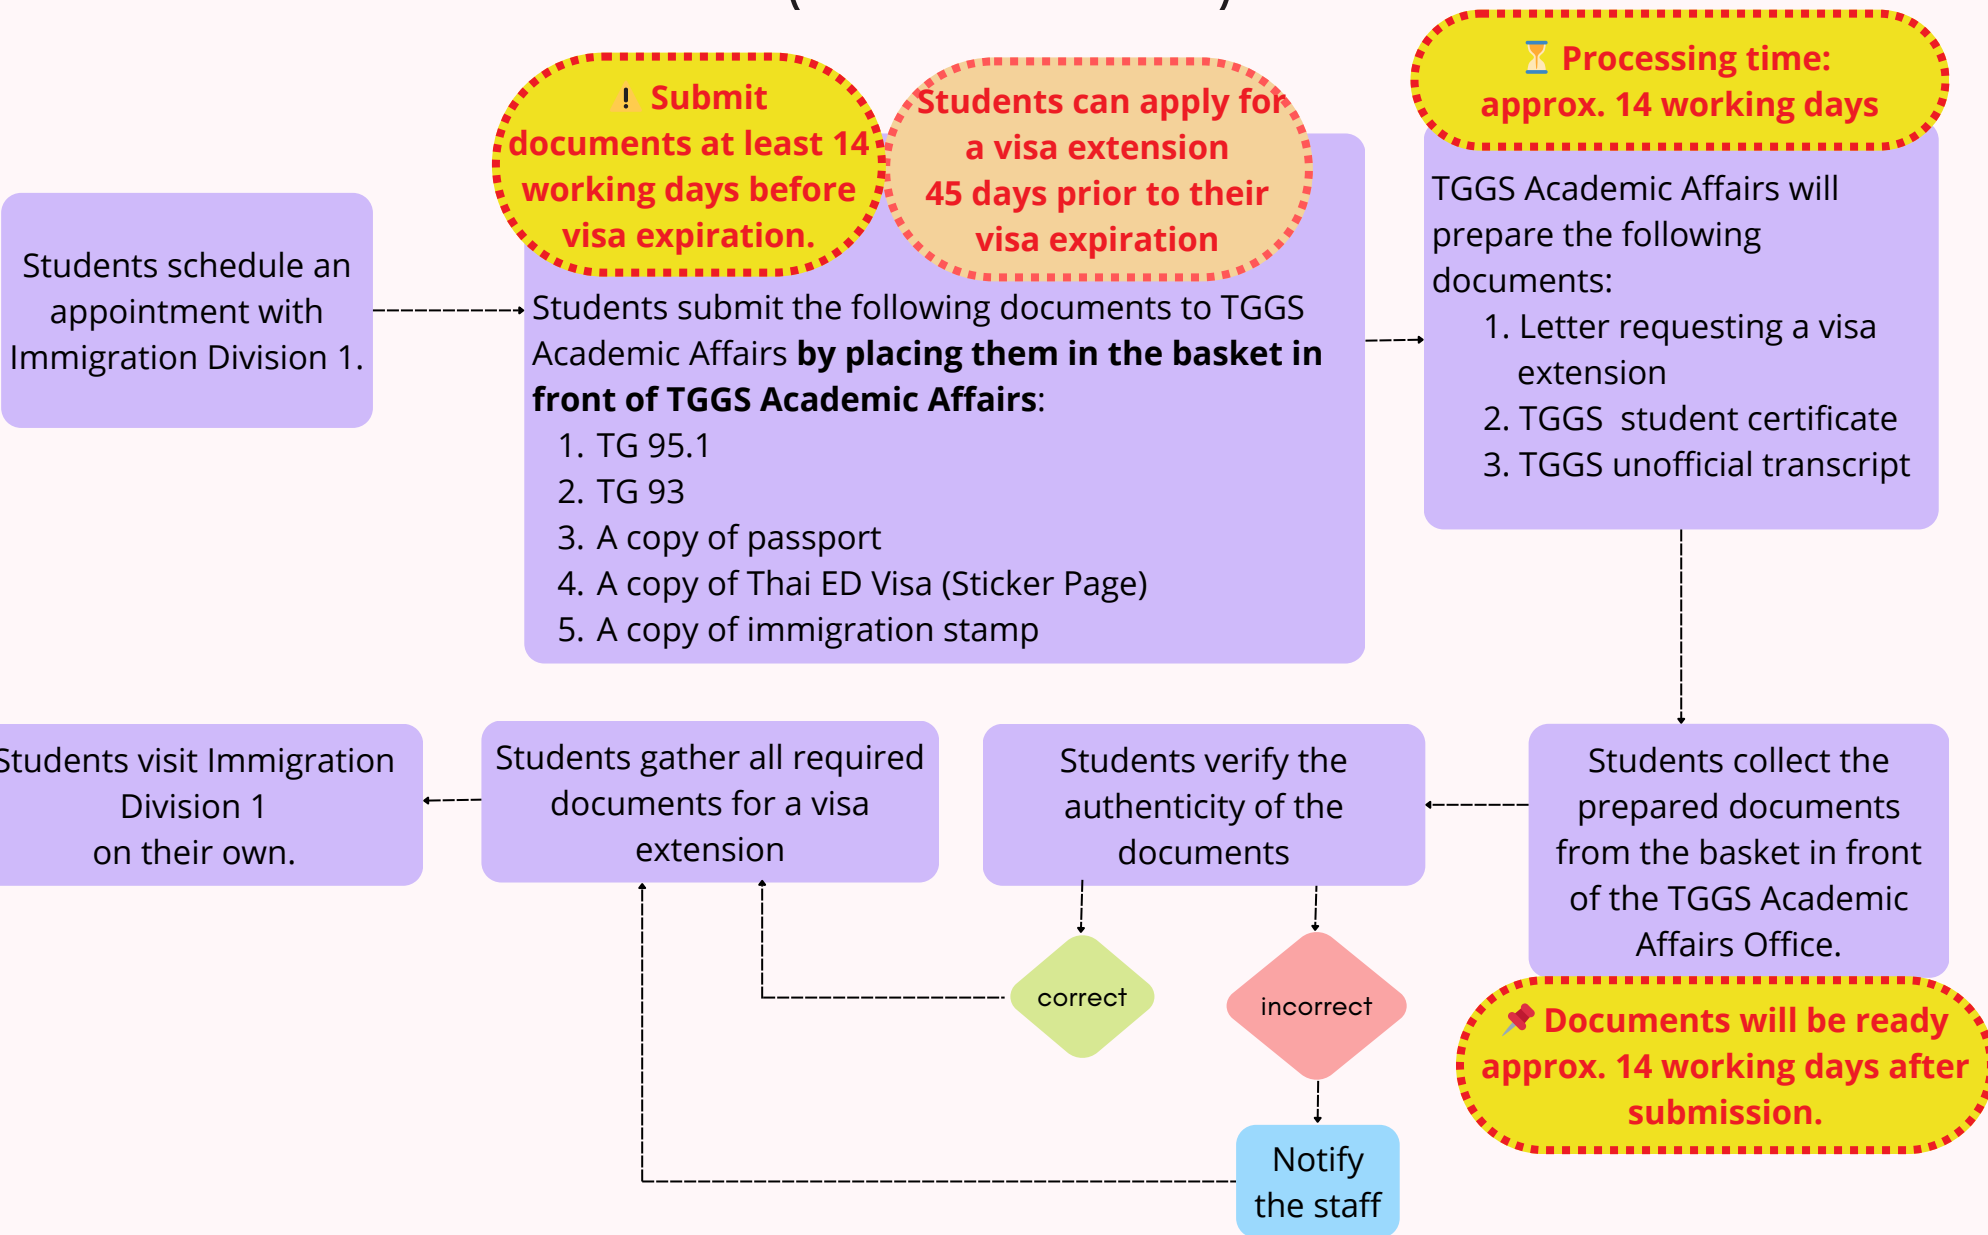 Students schedule an
appointment with
Immigration Division 1.
⚠ Submit
documents at least 14
working days before
visa expiration.
Students can apply for
a visa extension
45 days prior to their
visa expiration
Students submit the following documents to TGGS
Academic Affairs by placing them in the basket in
front of TGGS Academic Affairs:
1. TG 95.1
2. TG 93
3. A copy of passport
4. A copy of Thai ED Visa (Sticker Page)
5. A copy of immigration stamp
⏳ Processing time:
approx. 14 working days
TGGS Academic Affairs will
prepare the following
documents:
1. Letter requesting a visa
extension
2. TGGS student certificate
3. TGGS unofficial transcript
Students collect the
prepared documents
from the basket in front
of the TGGS Academic
Affairs Office.
📌 Documents will be ready
approx. 14 working days after
submission.
Students verify the
authenticity of the
documents
correct
incorrect
Notify
the staff
Students gather all required
documents for a visa
extension
Students visit Immigration
Division 1
on their own.